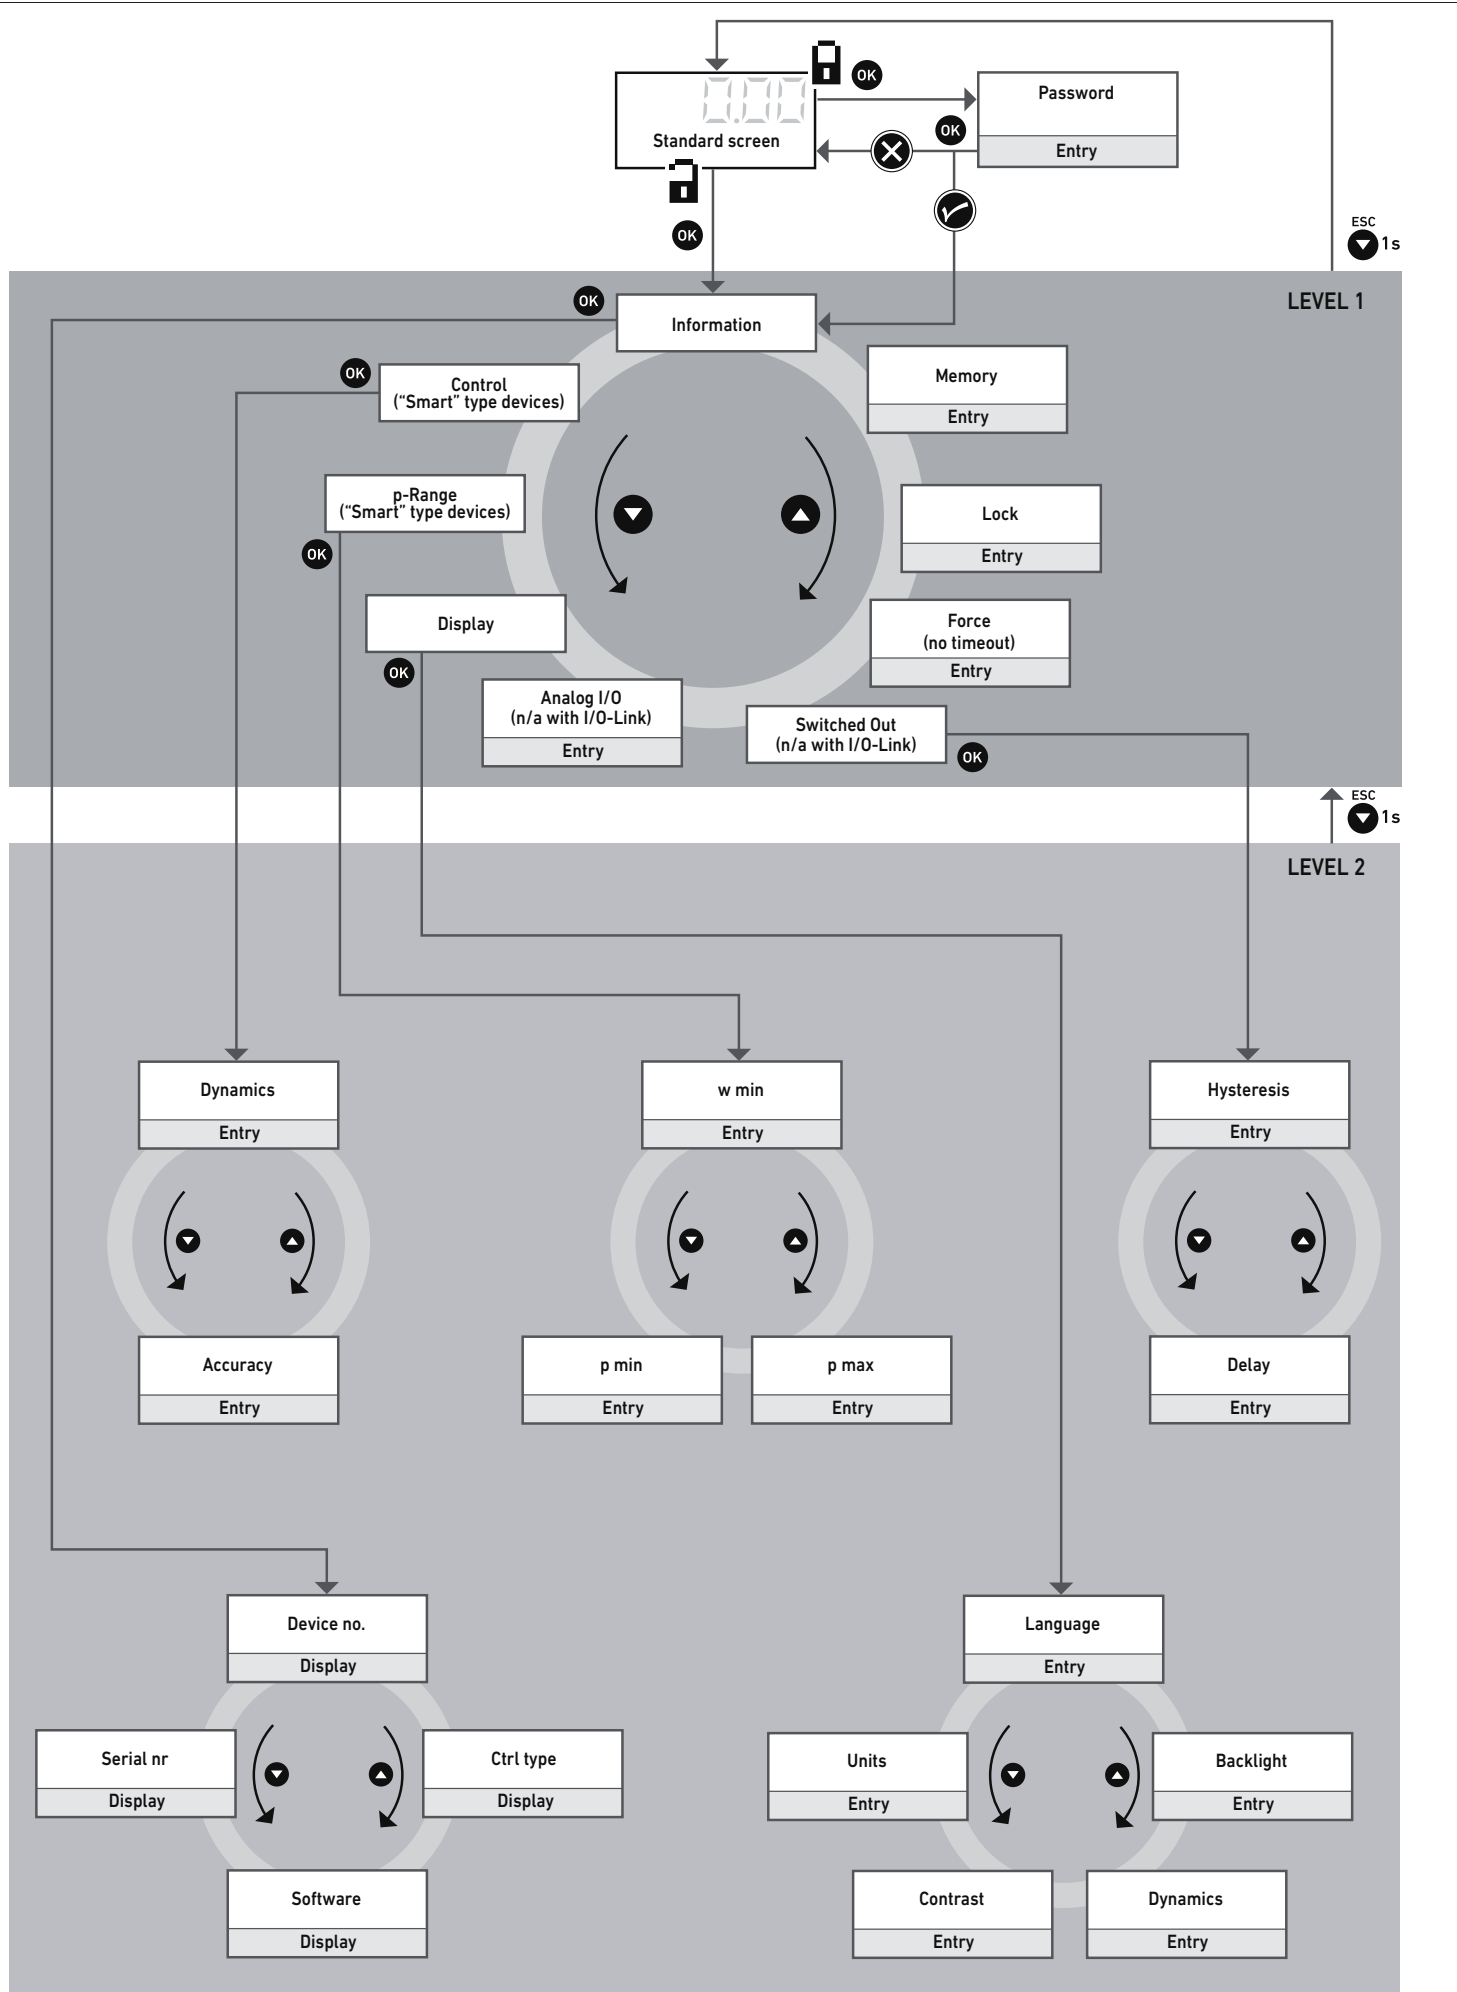 OK
0.00
Standard screen
Password
OK
Entry
OK
ESC
1s
LEVEL 1
OK
Information
Memory
Entry
OK
Control
(“Smart” type devices)
p-Range
(“Smart” type devices)
OK
Lock
Entry
Display
OK
Force
(no timeout)
Entry
Analog I/O
(n/a with I/O-Link)
Entry
Switched Out
(n/a with I/O-Link)
OK
ESC
1s
LEVEL 2
Dynamics
Entry
w min
Entry
Hysteresis
Entry
Accuracy
Entry
p min
Entry
p max
Entry
Delay
Entry
Device no.
Display
Language
Entry
Serial nr
Display
Ctrl type
Display
Units
Entry
Backlight
Entry
Software
Display
Contrast
Entry
Dynamics
Entry